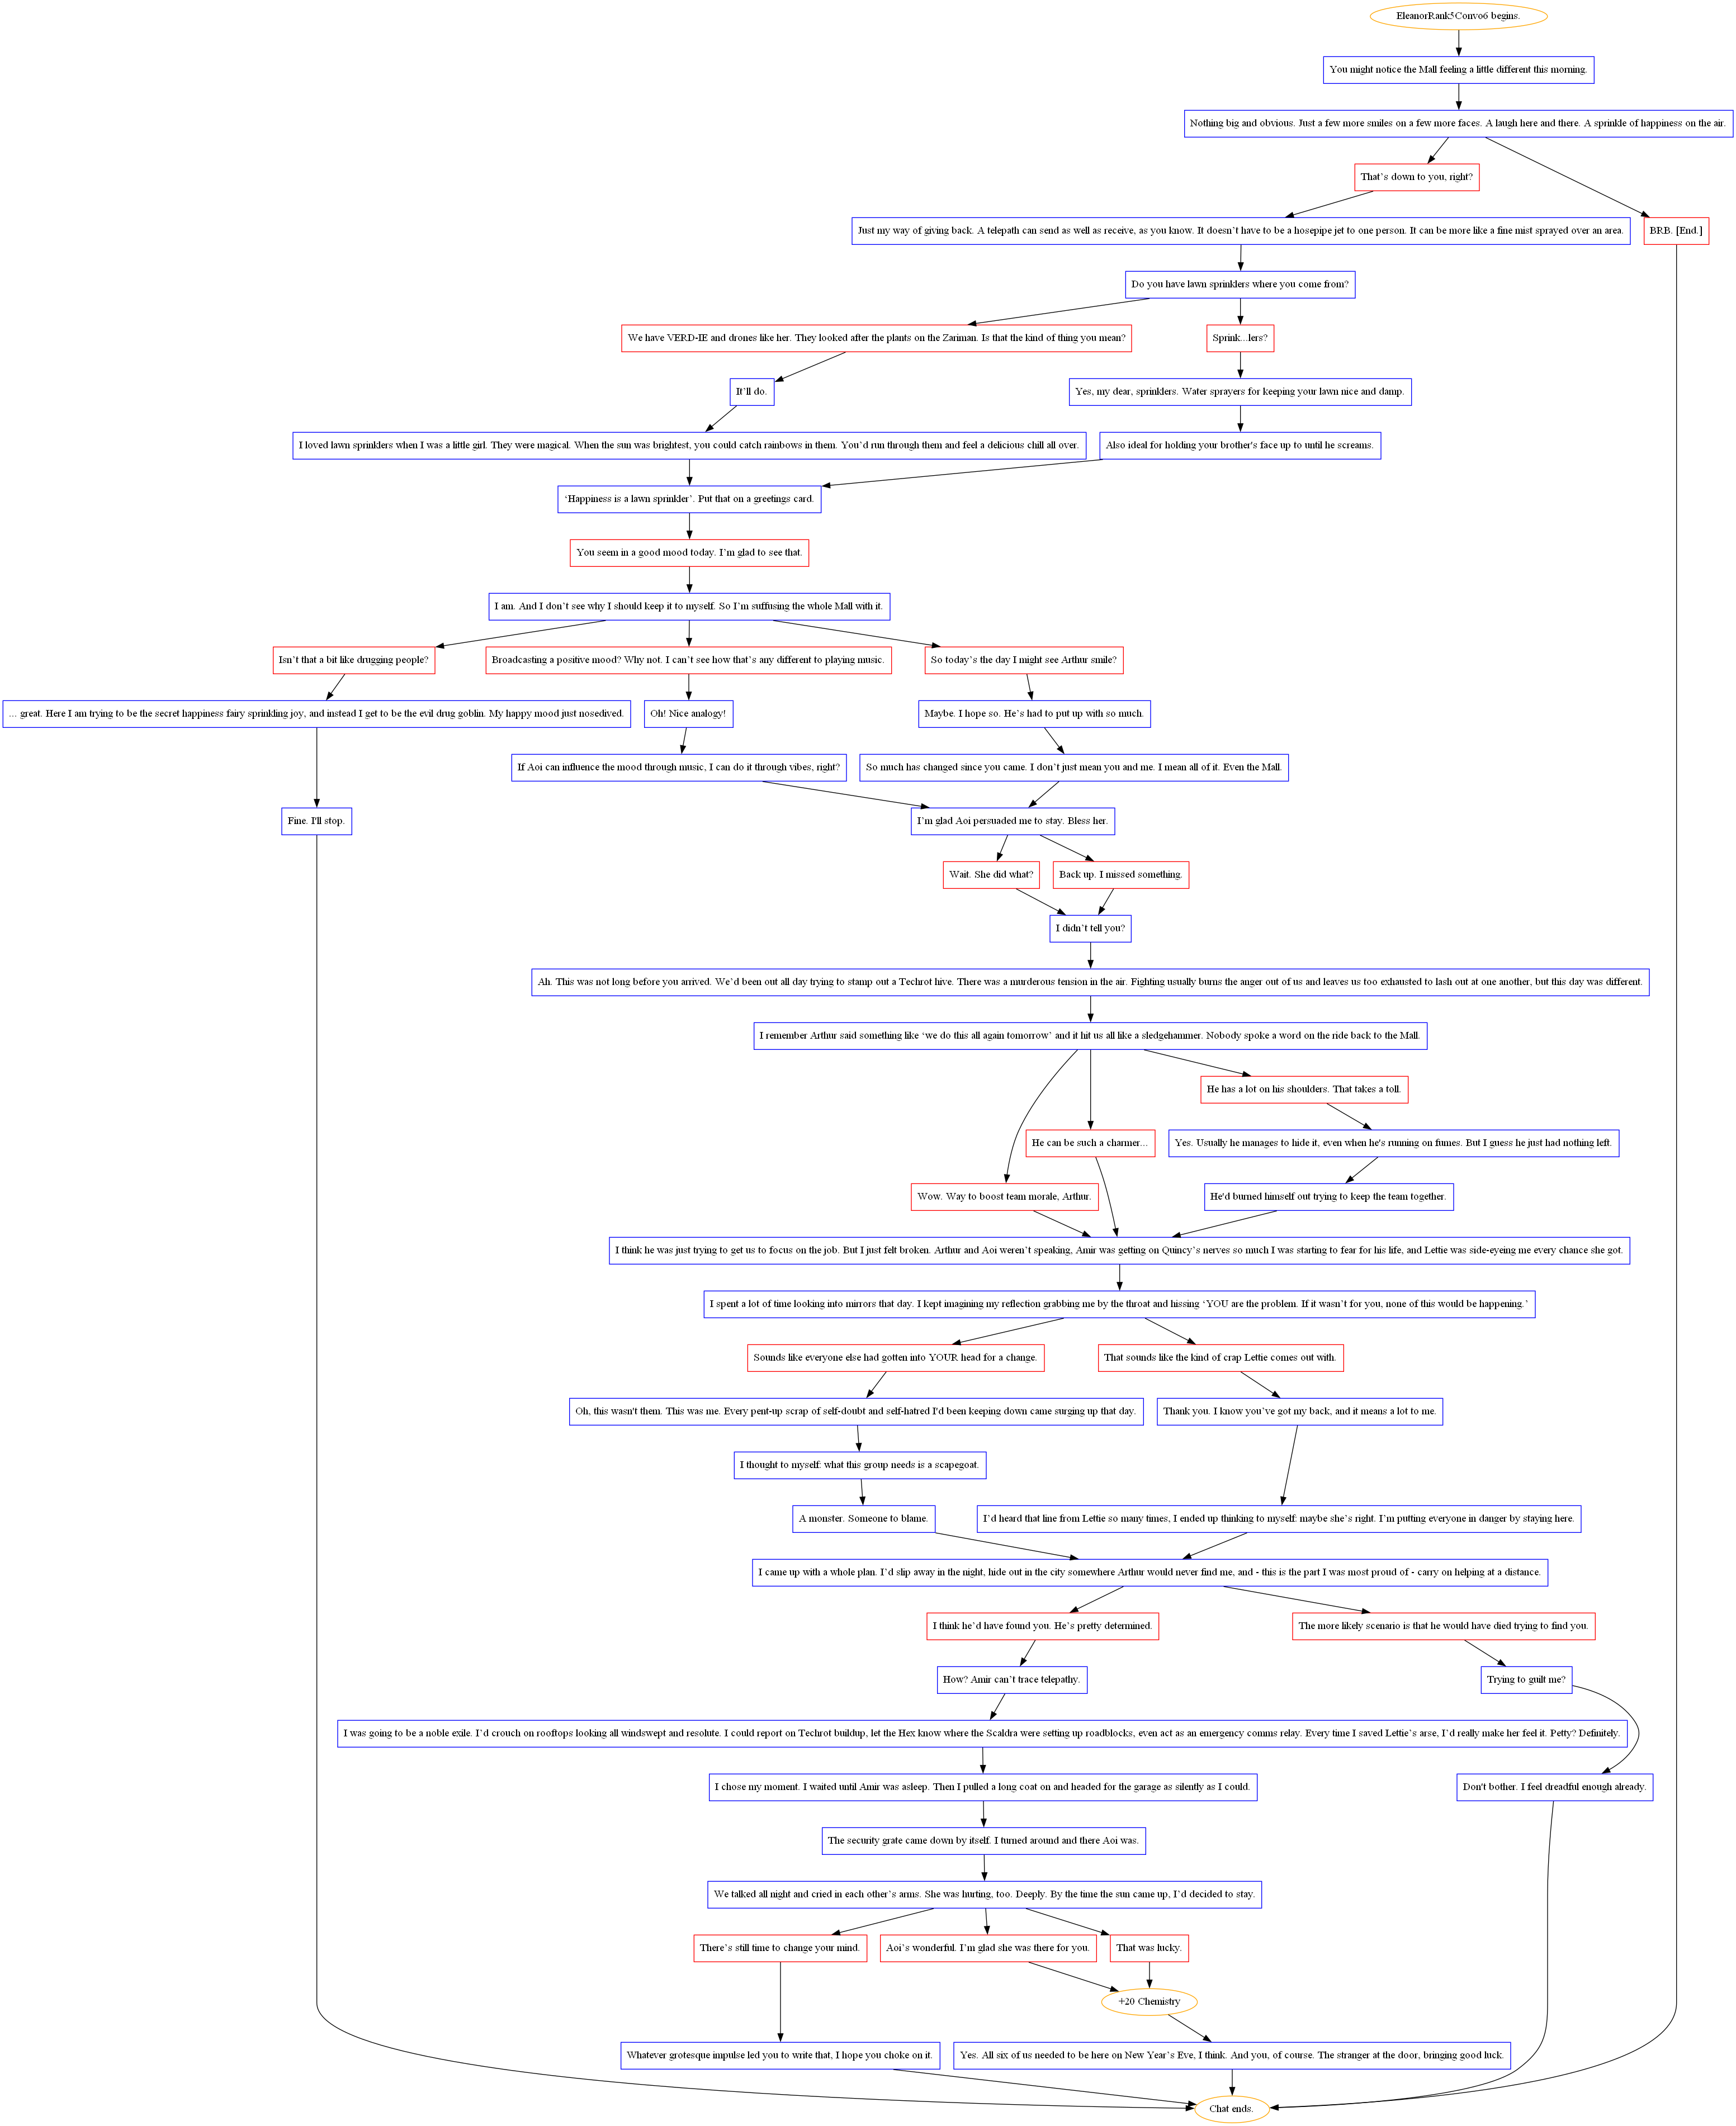 EleanorRank5Convo6 begins.
You might notice the Mall feeling a little different this morning.
Nothing big and obvious. Just a few more smiles on a few more faces. A laugh here and there. A sprinkle of happiness on the air.
That’s down to you, right?
Just my way of giving back. A telepath can send as well as receive, as you know. It doesn’t have to be a hosepipe jet to one person. It can be more like a fine mist sprayed over an area.
BRB. [End.]
Do you have lawn sprinklers where you come from?
We have VERD-IE and drones like her. They looked after the plants on the Zariman. Is that the kind of thing you mean?
Sprink...lers?
It’ll do.
Yes, my dear, sprinklers. Water sprayers for keeping your lawn nice and damp.
I loved lawn sprinklers when I was a little girl. They were magical. When the sun was brightest, you could catch rainbows in them. You’d run through them and feel a delicious chill all over.
Also ideal for holding your brother's face up to until he screams.
‘Happiness is a lawn sprinkler’. Put that on a greetings card.
You seem in a good mood today. I’m glad to see that.
I am. And I don’t see why I should keep it to myself. So I’m suffusing the whole Mall with it.
Isn’t that a bit like drugging people?
Broadcasting a positive mood? Why not. I can’t see how that’s any different to playing music.
So today’s the day I might see Arthur smile?
... great. Here I am trying to be the secret happiness fairy sprinkling joy, and instead I get to be the evil drug goblin. My happy mood just nosedived.
Oh! Nice analogy!
Maybe. I hope so. He’s had to put up with so much.
If Aoi can influence the mood through music, I can do it through vibes, right?
So much has changed since you came. I don’t just mean you and me. I mean all of it. Even the Mall.
Fine. I'll stop.
I’m glad Aoi persuaded me to stay. Bless her.
Wait. She did what?
Back up. I missed something.
I didn’t tell you?
Ah. This was not long before you arrived. We’d been out all day trying to stamp out a Techrot hive. There was a murderous tension in the air. Fighting usually burns the anger out of us and leaves us too exhausted to lash out at one another, but this day was different.
I remember Arthur said something like ‘we do this all again tomorrow’ and it hit us all like a sledgehammer. Nobody spoke a word on the ride back to the Mall.
He has a lot on his shoulders. That takes a toll.
He can be such a charmer...
Yes. Usually he manages to hide it, even when he's running on fumes. But I guess he just had nothing left.
Wow. Way to boost team morale, Arthur.
He'd burned himself out trying to keep the team together.
I think he was just trying to get us to focus on the job. But I just felt broken. Arthur and Aoi weren’t speaking, Amir was getting on Quincy’s nerves so much I was starting to fear for his life, and Lettie was side-eyeing me every chance she got.
I spent a lot of time looking into mirrors that day. I kept imagining my reflection grabbing me by the throat and hissing ‘YOU are the problem. If it wasn’t for you, none of this would be happening.’
Sounds like everyone else had gotten into YOUR head for a change.
That sounds like the kind of crap Lettie comes out with.
Oh, this wasn't them. This was me. Every pent-up scrap of self-doubt and self-hatred I'd been keeping down came surging up that day.
Thank you. I know you’ve got my back, and it means a lot to me.
I thought to myself: what this group needs is a scapegoat.
A monster. Someone to blame.
I’d heard that line from Lettie so many times, I ended up thinking to myself: maybe she’s right. I’m putting everyone in danger by staying here.
I came up with a whole plan. I’d slip away in the night, hide out in the city somewhere Arthur would never find me, and - this is the part I was most proud of - carry on helping at a distance.
I think he’d have found you. He’s pretty determined.
The more likely scenario is that he would have died trying to find you.
How? Amir can’t trace telepathy.
Trying to guilt me?
I was going to be a noble exile. I’d crouch on rooftops looking all windswept and resolute. I could report on Techrot buildup, let the Hex know where the Scaldra were setting up roadblocks, even act as an emergency comms relay. Every time I saved Lettie’s arse, I’d really make her feel it. Petty? Definitely.
I chose my moment. I waited until Amir was asleep. Then I pulled a long coat on and headed for the garage as silently as I could.
Don't bother. I feel dreadful enough already.
The security grate came down by itself. I turned around and there Aoi was.
We talked all night and cried in each other’s arms. She was hurting, too. Deeply. By the time the sun came up, I’d decided to stay.
There’s still time to change your mind.
Aoi’s wonderful. I’m glad she was there for you.
That was lucky.
+20 Chemistry
Whatever grotesque impulse led you to write that, I hope you choke on it.
Yes. All six of us needed to be here on New Year’s Eve, I think. And you, of course. The stranger at the door, bringing good luck.
Chat ends.